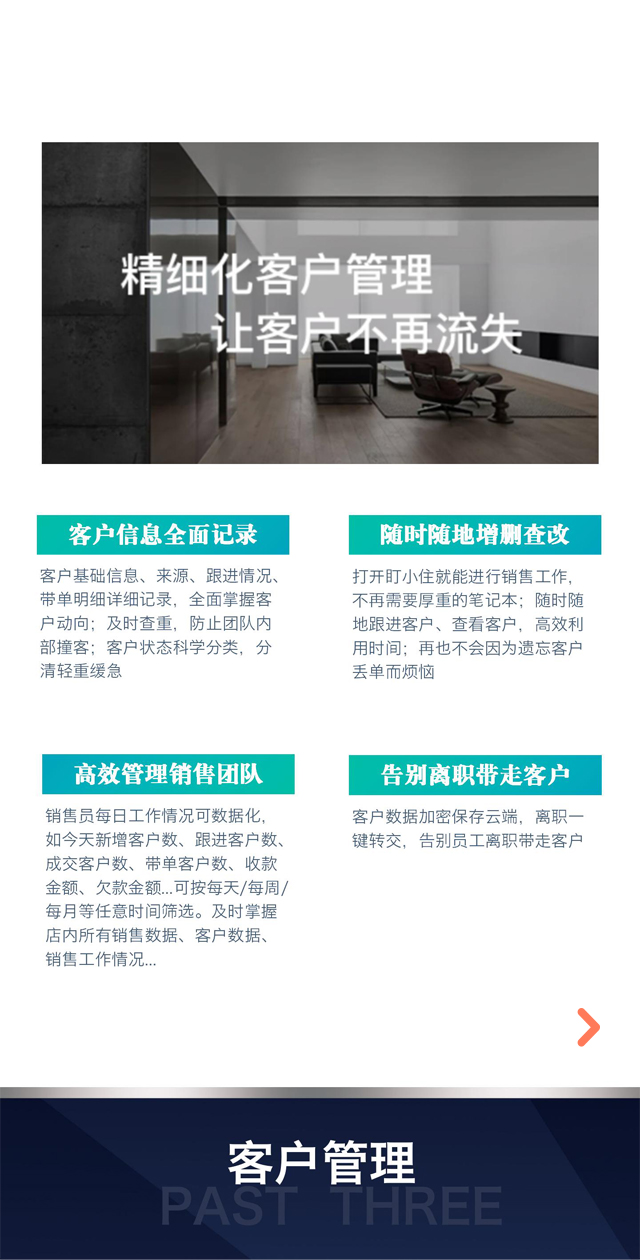 精细化客户管理
让客户不再流失
客户信息全面记录
客户基础信息、来源、跟进情况、
带单明细详细记录，全面掌握客
户动向；及时查重，防止团队内
部撞客；客户状态科学分类，分
清轻重缓急
随时随地增删查改
打开盯小住就能进行销售工作，
不再需要厚重的笔记本；随时随
地跟进客户、查看客户，高效利
用时间；再也不会因为遗忘客户
丢单而烦恼
高效管理销售团队
销售员每日工作情况可数据化，
如今天新增客户数、跟进客户数、
成交客户数、带单客户数、收款
金额、欠款金额...可按每天/每周/
每月等任意时间筛选。及时掌握
店内所有销售数据、客户数据、
销售工作情况...
告别离职带走客户
客户数据加密保存云端，离职一
键转交，告别员工离职带走客户
客户管理
PAST THREE